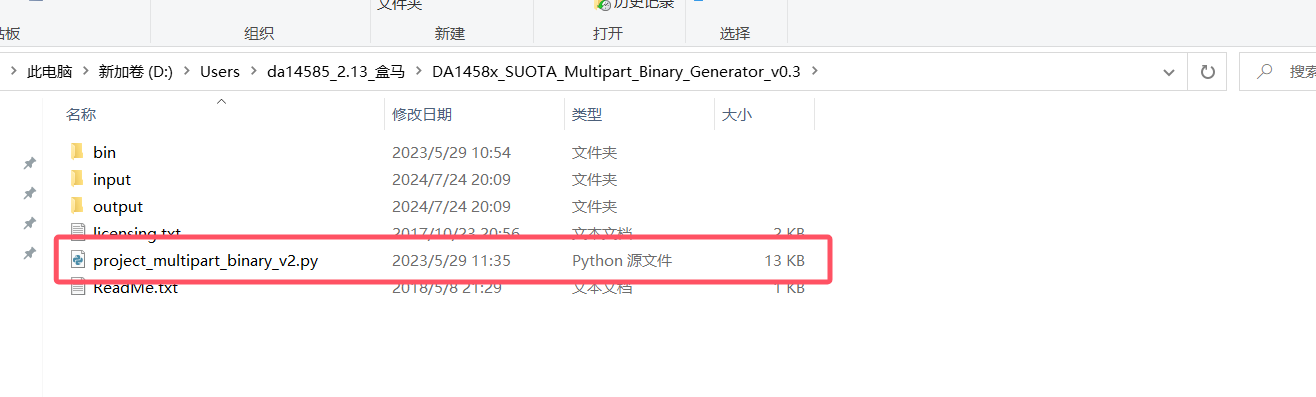 文件夹
历史记录
贴板
组织
新建
打开
选择
此电脑 新加卷 (D:) Users da14585_2.13_盒马 DA1458x_SUOTA_Multipart_Binary_Generator_v0.3
搜索
名称 修改日期 类型 大小
bin 2023/5/29 10:54 文件夹
input 2024/7/24 20:09 文件夹
output 2024/7/24 20:09 文件夹
licensing.txt 2017/10/23 20:56 文本文档 2 KB
project_multipart_binary_v2.py 2023/5/29 11:35 Python 源文件 13 KB
ReadMe.txt 2018/5/8 21:29 文本文档 1 KB